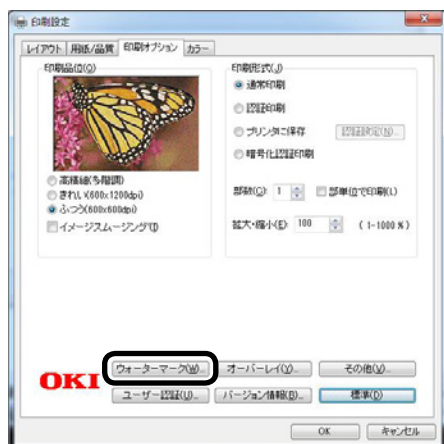 印刷設定
レイアウト 用紙/品質 印刷オプション カラー
印刷品位(Q)
高精細(多階調)
きれい(600x1200dpi)
ふつう(600x600dpi)
イメージスムージング(I)
印刷形式(J)
通常印刷
認証印刷
プリンタに保存 認証設定(N)...
暗号化認証印刷
部数(C): 1 部単位で印刷(L)
拡大・縮小(E): 100 (1-1000 %)
ウォーターマーク(W)... オーバーレイ(V)... その他(V)...
OKI
ユーザー認証(U)... バージョン情報(B)... 標準(D)
OK キャンセル